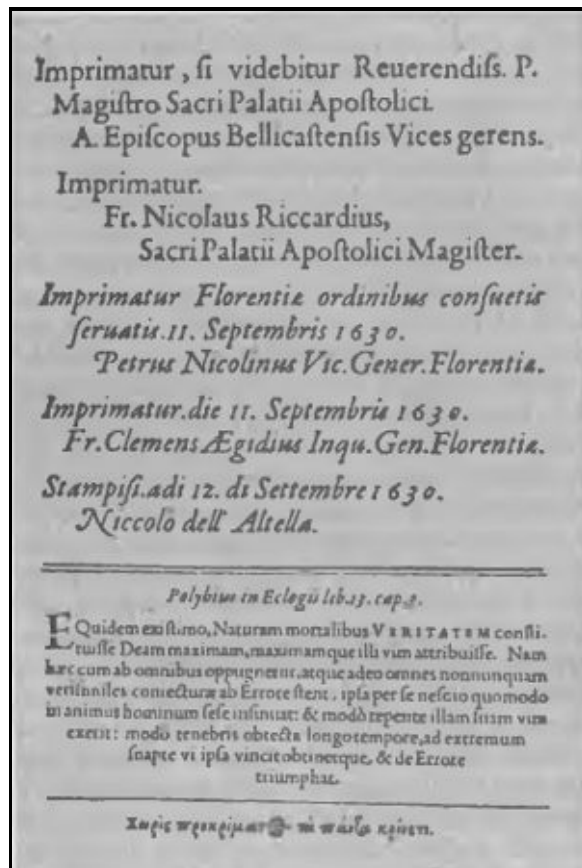 Imprimatur, ſi videbitur Reuerendiſs. P.
Magiſtro Sacri Palatii Apoſtolici.
A. Epiſcopus Bellicaſtenſis Vices gerens.
Imprimatur.
Fr. Nicolaus Riccardius,
Sacri Palatii Apoſtolici Magiſter.
Imprimatur Florentiæ ordinibus conſuetis
ſeruatis. 11. Septembris 1630.
Petrus Nicolinus Vic. Gener. Florentiæ.
Imprimatur. die 11. Septembris 1630.
Fr. Clemens Ægidius Inqu. Gen. Florentiæ.
Stampiſi. adi 12. di Settembre 1630.
Niccolò dell' Altella.
Polybius in Eclogis lib. 13. cap. 3.
EQuidem exiſtimo, Naturam mortalibus VERITATEM conſti-
tuiſſe Deam maximam, maximamque illi vim attribuiſſe. Nam
hæc cum ab omnibus oppugnetur, atque adeo omnes nonnunquam
veriſimiles coniecturæ ab Errore ſtent, ipſa per ſe neſcio quomodo
in animus hominum ſeſe inſinuat: & modò repente illam ſuam vim
exerit: modò tenebris obtecta longo tempore, ad extremum
ſuapte vi ipſa vincit obtinetque, & de Errore
triumphat.
Χωρὶς